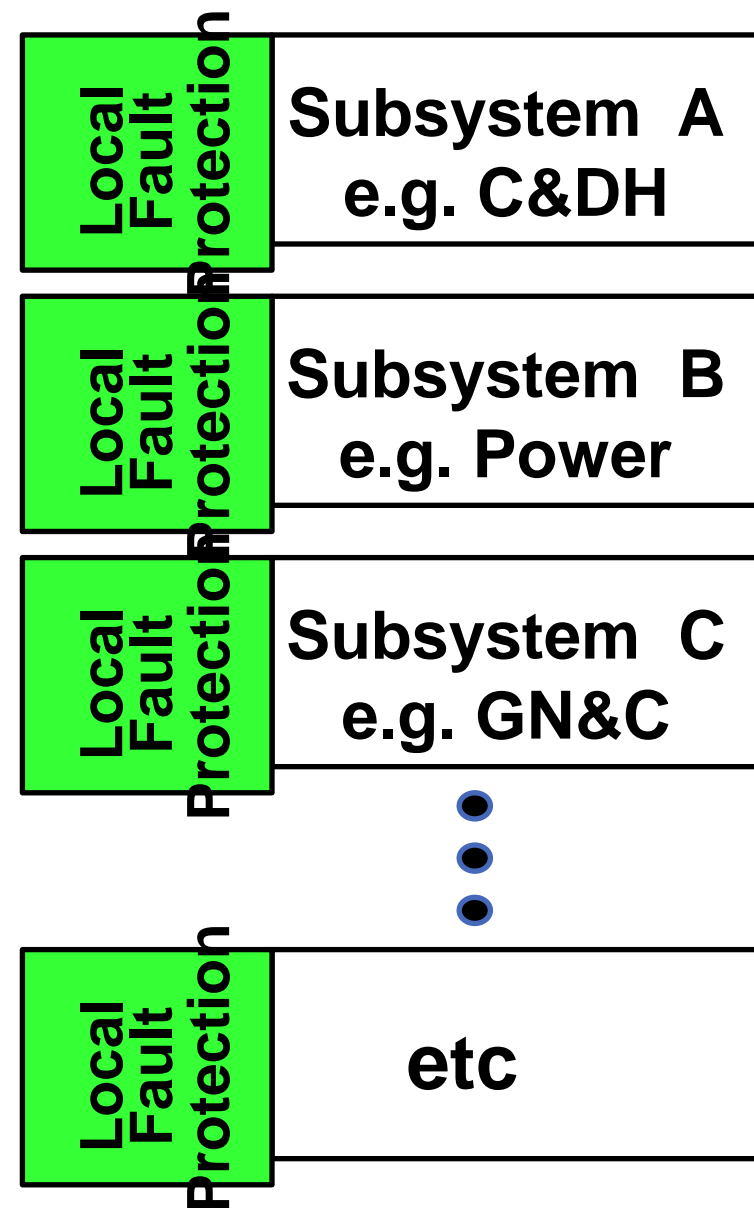 Local
Fault
Protection
Subsystem A
e.g. C&DH
Local
Fault
Protection
Subsystem B
e.g. Power
Local
Fault
Protection
Subsystem C
e.g. GN&C
Local
Fault
Protection
etc